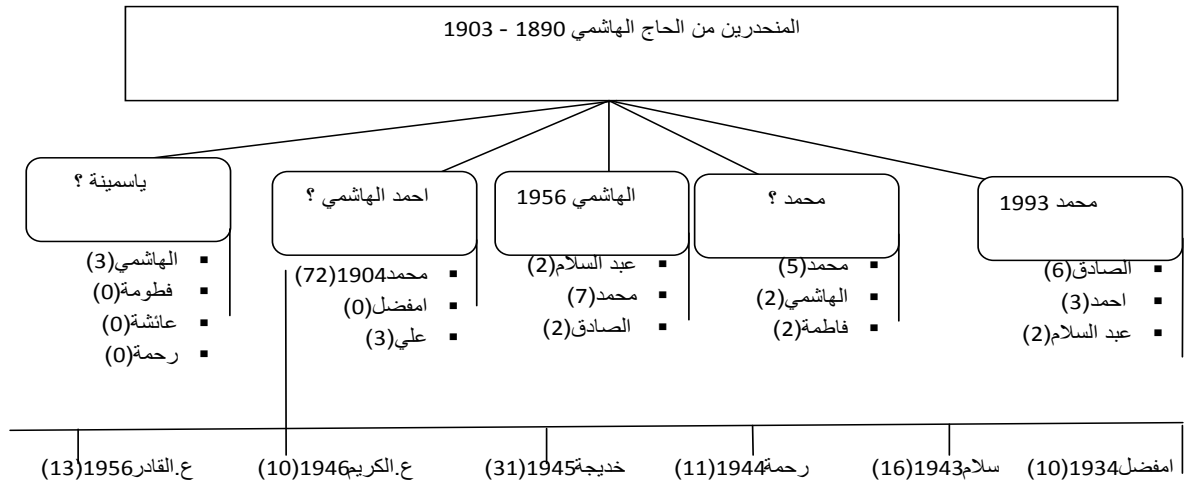 المنحدرين من الحاج الهاشمي 1890 - 1903
محمد 1993
الصادق(6)
احمد(3)
عبد السلام(2)
محمد ؟
محمد(5)
الهاشمي(2)
فاطمة(2)
الهاشمي 1956
عبد السلام(2)
محمد(7)
الصادق(2)
احمد الهاشمي ؟
محمد1904(72)
امفضل(0)
علي(3)
ياسمينة ؟
الهاشمي(3)
فطومة(0)
عائشة(0)
رحمة(0)
امفضل1934(10)
سلام1943(16)
رحمة1944(11)
خديجة1945(31)
ع.الكريم1946(10)
ع.القادر1956(13)